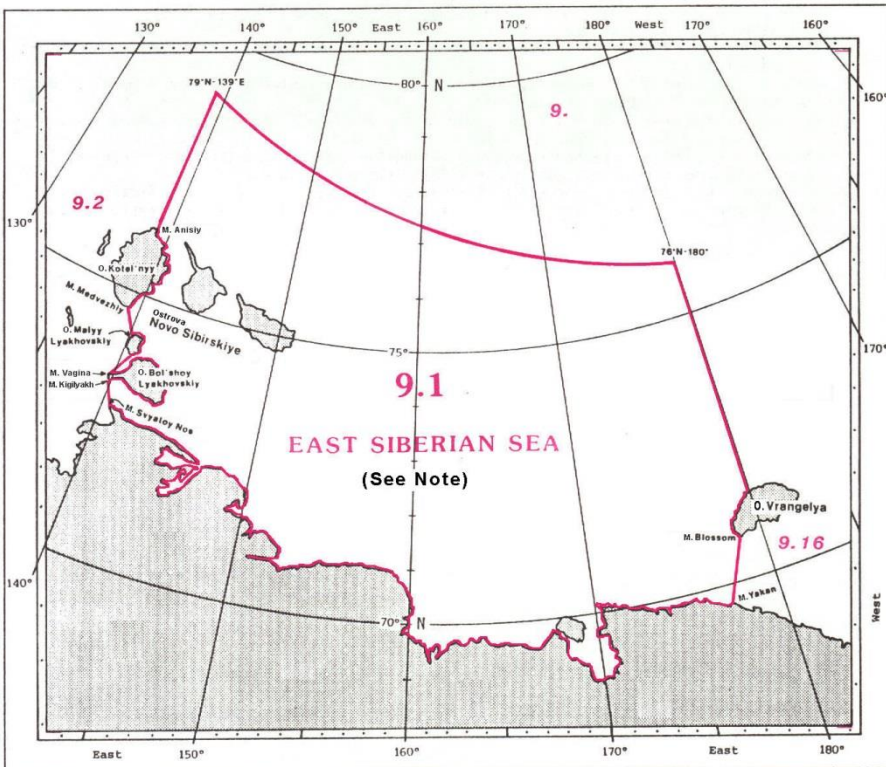 130° 140° East 150° East 160° 170° 180° West 170° 160°
79°N-139°E
80° N
160°
9.
9.2
130°
M. Anisiy
76°N-180°
O. Kotel'nyy
M. Medvezhiy
Ostrova
Novo Sibirskiye
O. Malyy
Lyakhovskiy
75°
West
170°
M. Vagina
O. Bol'shoy
M. Kigilyakh
Lyakhovskiy
9.1
M. Svyatoy Nos
EAST SIBERIAN SEA
(See Note)
O. Vrangelya
M. Blossom
9.16
140°
M. Yakan
70° N
West
East 150° 160° East 170° East 180°